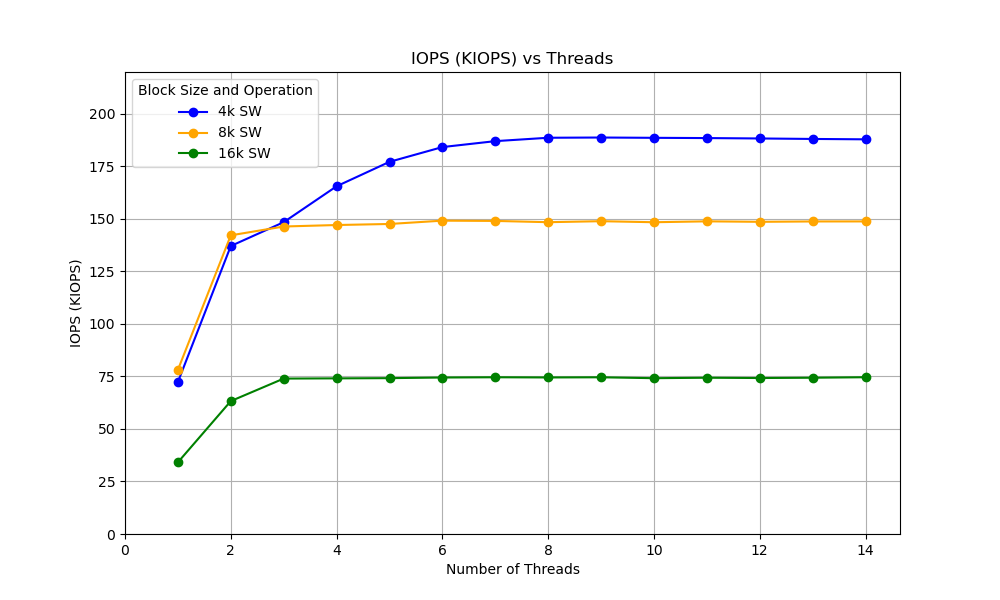 IOPS (KIOPS) vs Threads
Block Size and Operation
4k SW
8k SW
16k SW
IOPS (KIOPS)
200
175
150
125
100
75
50
25
0
0 2 4 6 8 10 12 14
Number of Threads